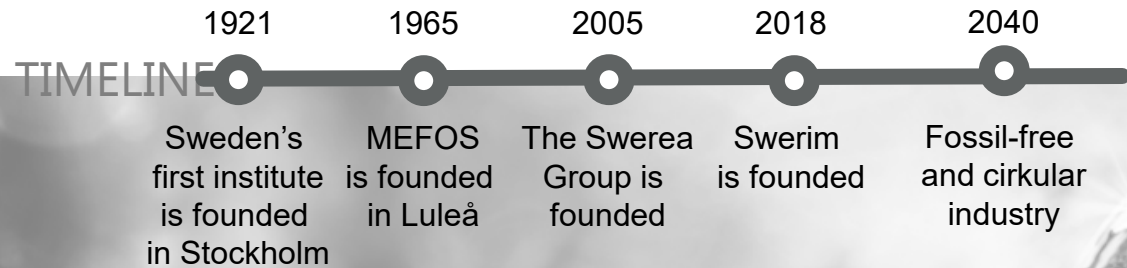 1921
1965
2005
2018
2040
TIMELINE
Sweden's
first institute
is founded
in Stockholm
MEFOS
is founded
in Luleå
The Swerea
Group is
founded
Swerim
is founded
Fossil-free
and cirkular
industry